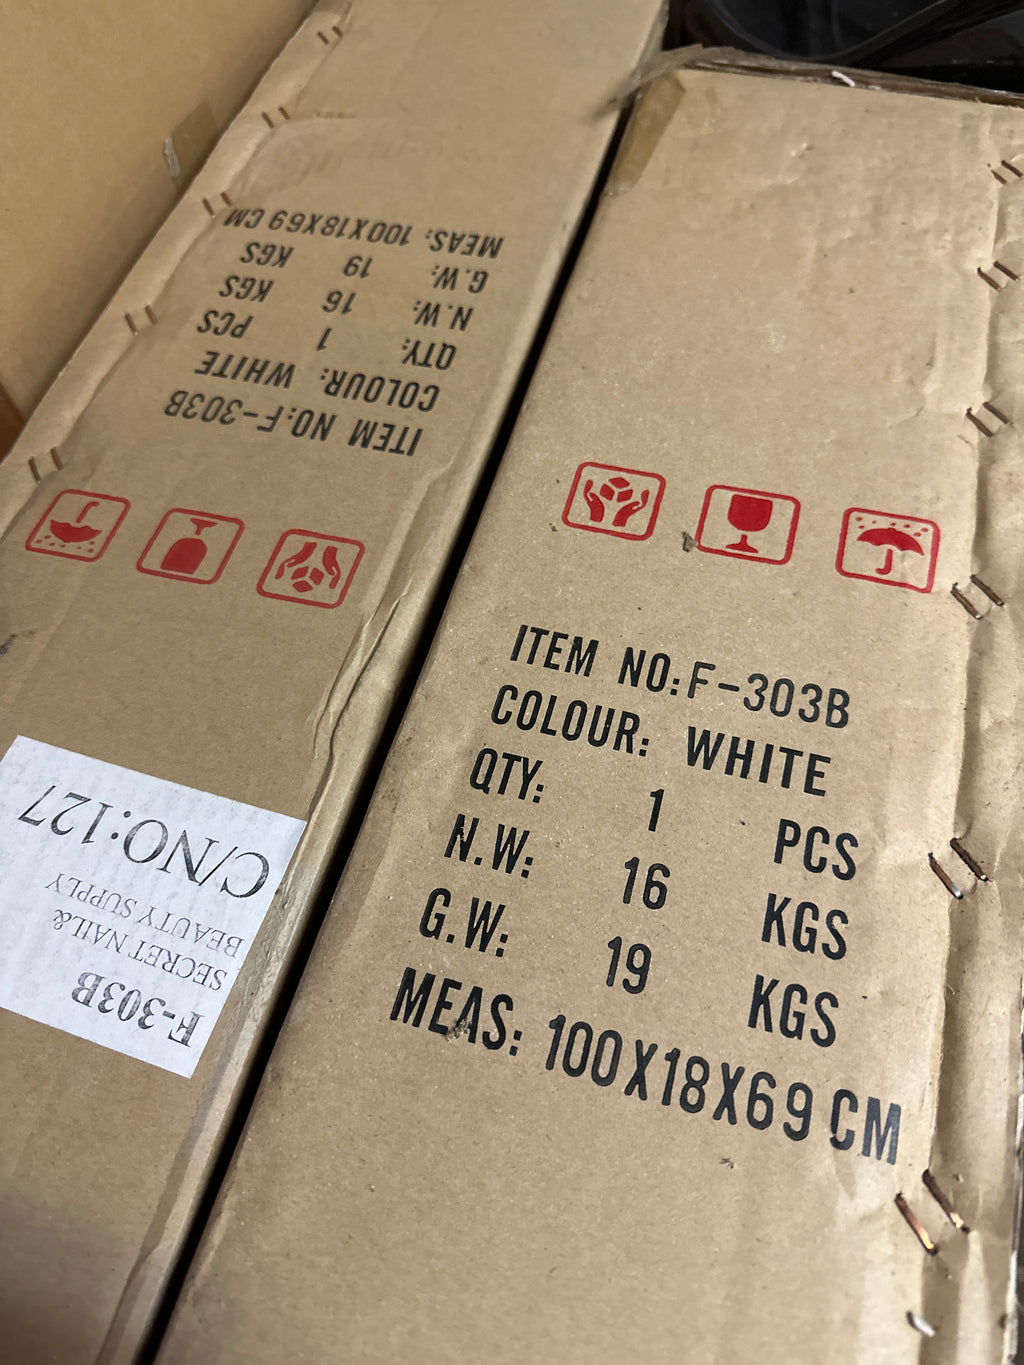 ITEM NO:F-303B
COLOUR: WHITE
QTY: 1 PCS
N.W: 16 KGS
G.W: 19 KGS
MEAS: 100X18X69 CM
ITEM NO:F-303B
COLOUR: WHITE
QTY: 1 PCS
N.W: 16 KGS
G.W: 19 KGS
MEAS: 100X18X69 CM
F-303B
SECRET NAIL&
BEAUTY SUPPLY
C/NO:127